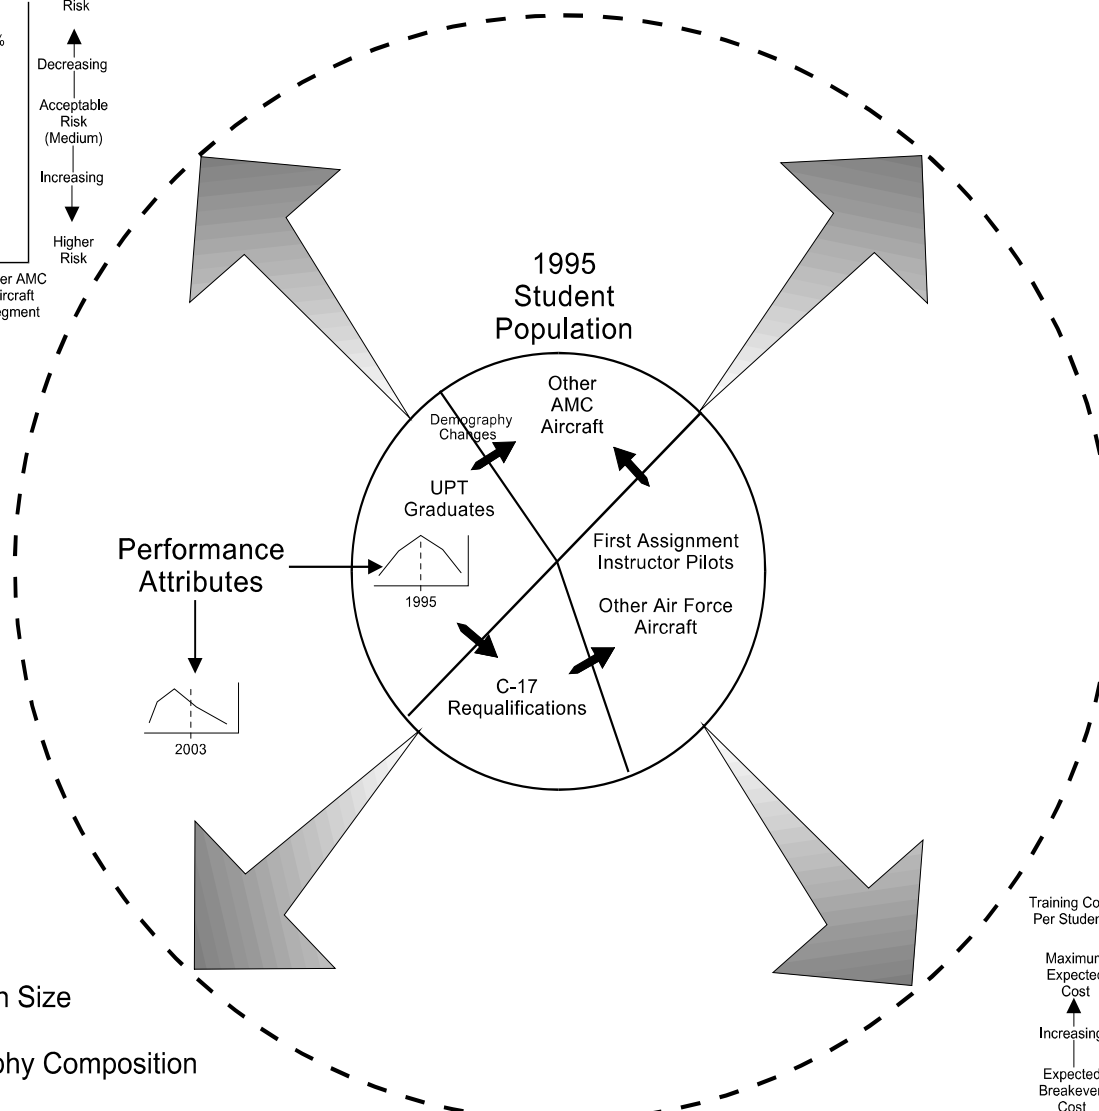 Risk
%
Decreasing
Acceptable
Risk
(Medium)
Increasing
Higher
Risk
er AMC
ircraft
egment
1995
Student
Population
Other
AMC
Aircraft
Demography
Changes
UPT
Graduates
1995
First Assignment
Instructor Pilots
Other Air Force
Aircraft
C-17
Requalifications
Performance
Attributes
2003
n Size
phy Composition
Training Co
Per Studen
Maximum
Expected
Cost
Increasing
Expected
Breakeven
Cost